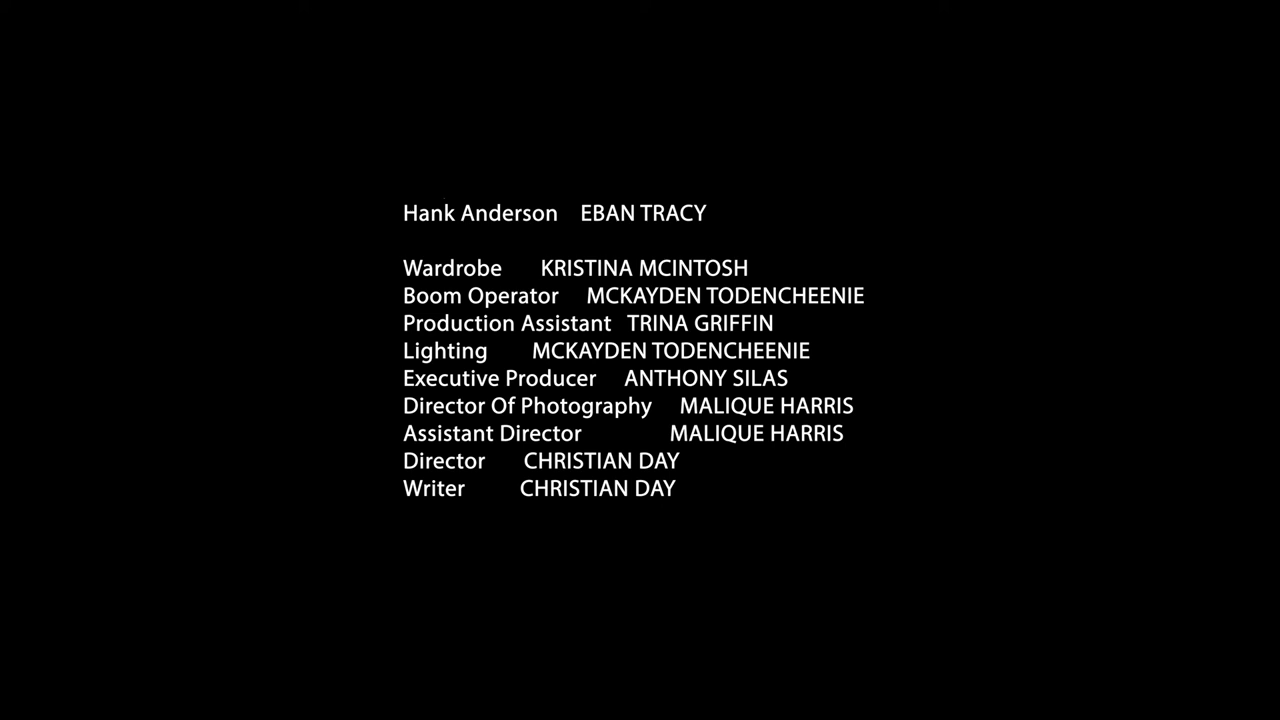 Hank Anderson EBAN TRACY
Wardrobe KRISTINA MCINTOSH
Boom Operator MCKAYDEN TODENCHEENIE
Production Assistant TRINA GRIFFIN
Lighting MCKAYDEN TODENCHEENIE
Executive Producer ANTHONY SILAS
Director Of Photography MALIQUE HARRIS
Assistant Director MALIQUE HARRIS
Director CHRISTIAN DAY
Writer CHRISTIAN DAY